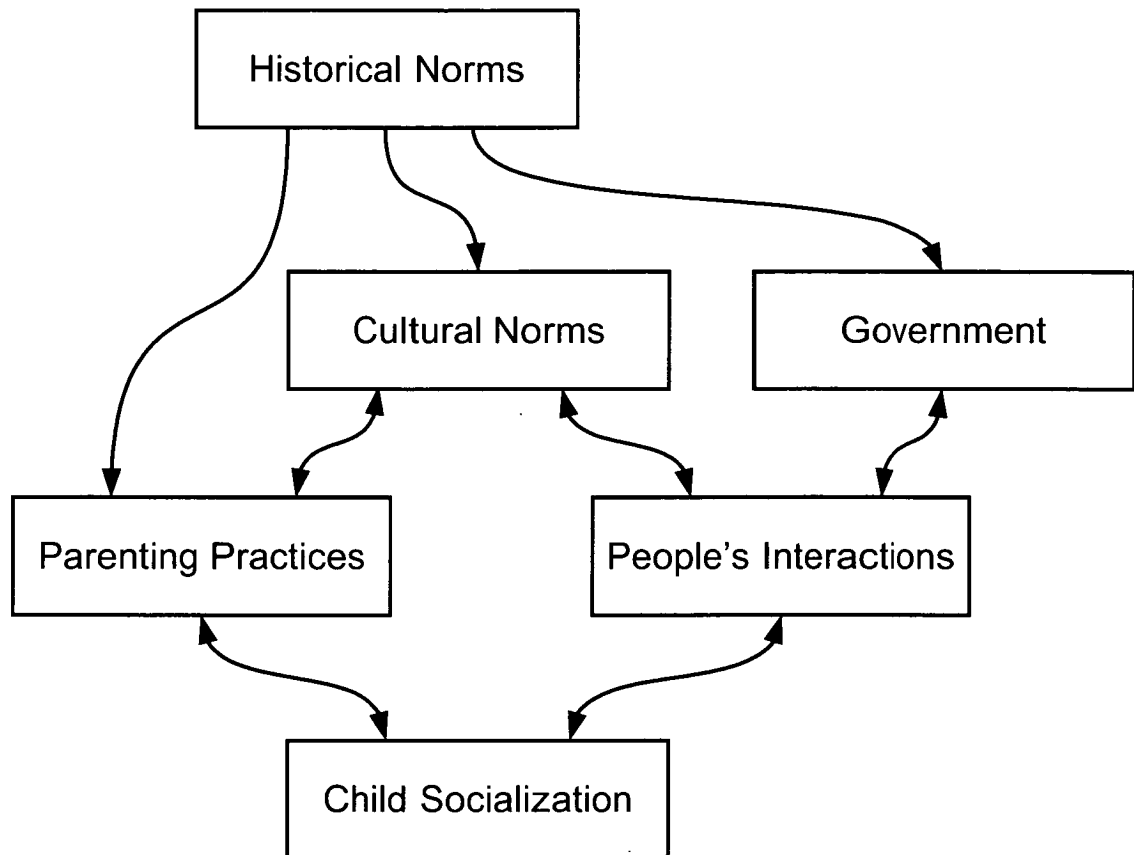 Historical Norms
Cultural Norms
Government
Parenting Practices
People's Interactions
Child Socialization